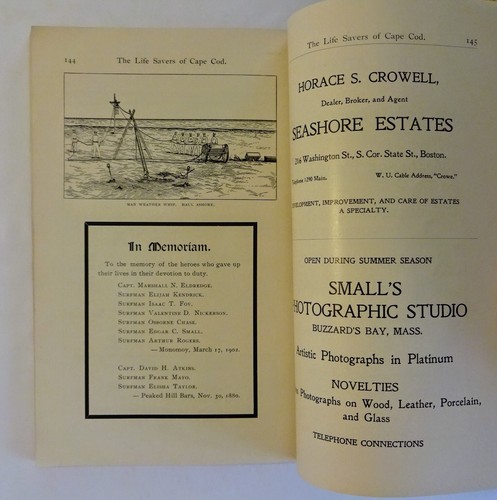 144
The Life Savers of Cape Cod.
MAN WEATHER WHIP. HAUL ASHORE.
In Memoriam.
To the memory of the heroes who gave up
their lives in their devotion to duty.
Capt. Marshall N. Eldredge.
Surfman Elijah Kendrick.
Surfman Isaac T. Foy.
Surfman Valentine D. Nickerson.
Surfman Osborne Chase.
Surfman Edgar C. Small.
Surfman Arthur Rogers.
— Monomoy, March 17, 1902.
Capt. David H. Atkins.
Surfman Frank Mayo.
Surfman Elisha Taylor.
— Peaked Hill Bars, Nov. 30, 1880.
The Life Savers of Cape Cod.
145
HORACE S. CROWELL,
Dealer, Broker, and Agent
SEASHORE ESTATES
Washington St., S. Cor. State St., Boston.
1290 Main.
W. U. Cable Address, "Crowe."
IMPROVEMENT, AND CARE OF ESTATES
A SPECIALTY.
OPEN DURING SUMMER SEASON
SMALL'S
HOTOGRAPHIC STUDIO
BUZZARD'S BAY, MASS.
Artistic Photographs in Platinum
NOVELTIES
Photographs on Wood, Leather, Porcelain,
and Glass
TELEPHONE CONNECTIONS